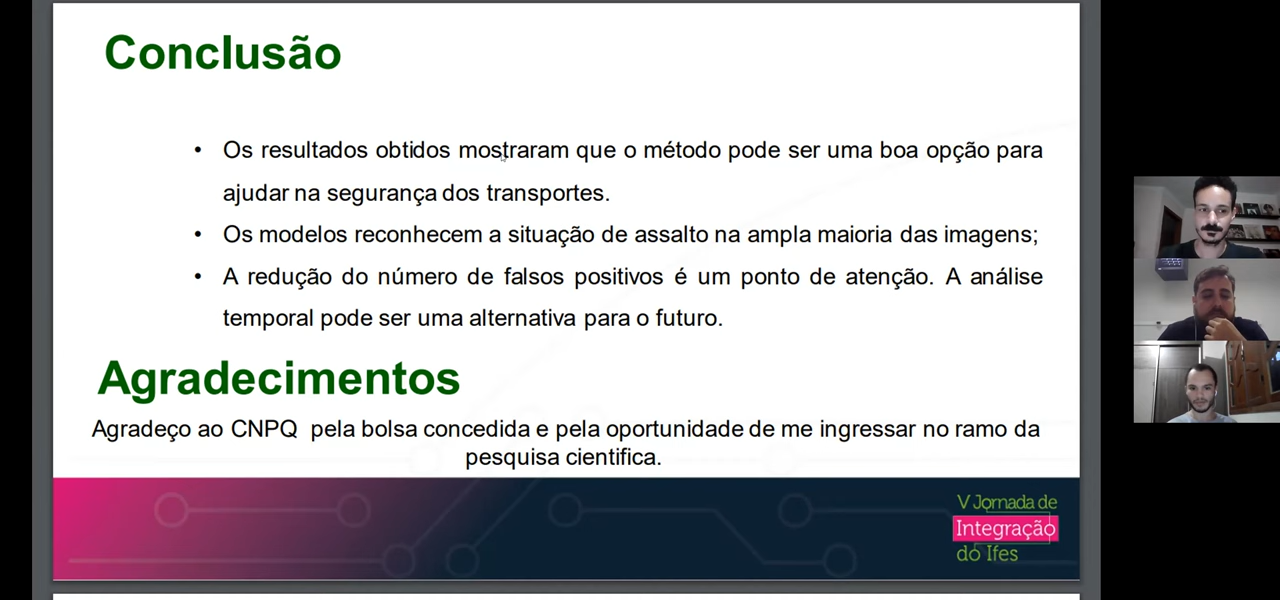 Conclusão
• Os resultados obtidos mostraram que o método pode ser uma boa opção para
ajudar na segurança dos transportes.
• Os modelos reconhecem a situação de assalto na ampla maioria das imagens;
• A redução do número de falsos positivos é um ponto de atenção. A análise
temporal pode ser uma alternativa para o futuro.
Agradecimentos
Agradeço ao CNPQ pela bolsa concedida e pela oportunidade de me ingressar no ramo da
pesquisa cientifica.
V Jornada de
Integração
do Ifes